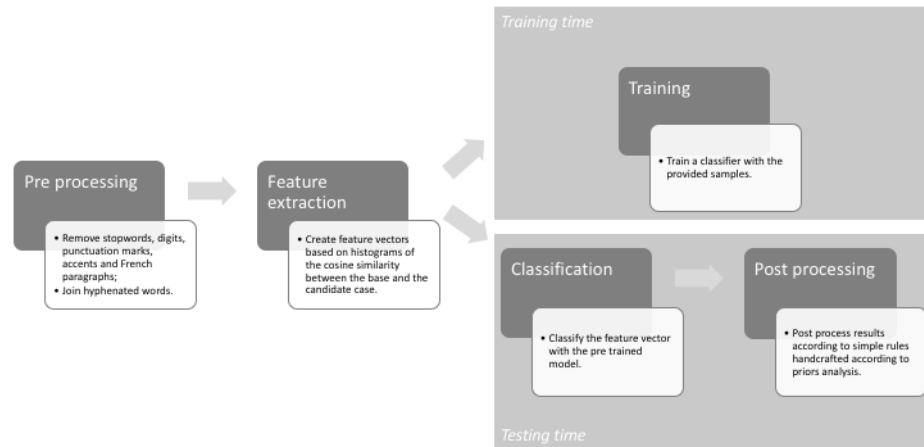 Training time
Training
• Train a classifier with the
provided samples.
Pre processing
• Remove stopwords, digits,
punctuation marks,
accents and French
paragraphs;
• Join hyphenated words.
Feature
extraction
• Create feature vectors
based on histograms of
the cosine similarity
between the base and the
candidate case.
Classification
• Classify the feature vector
with the pre trained
model.
Post processing
• Post process results
according to simple rules
handcrafted according to
priors analysis.
Testing time